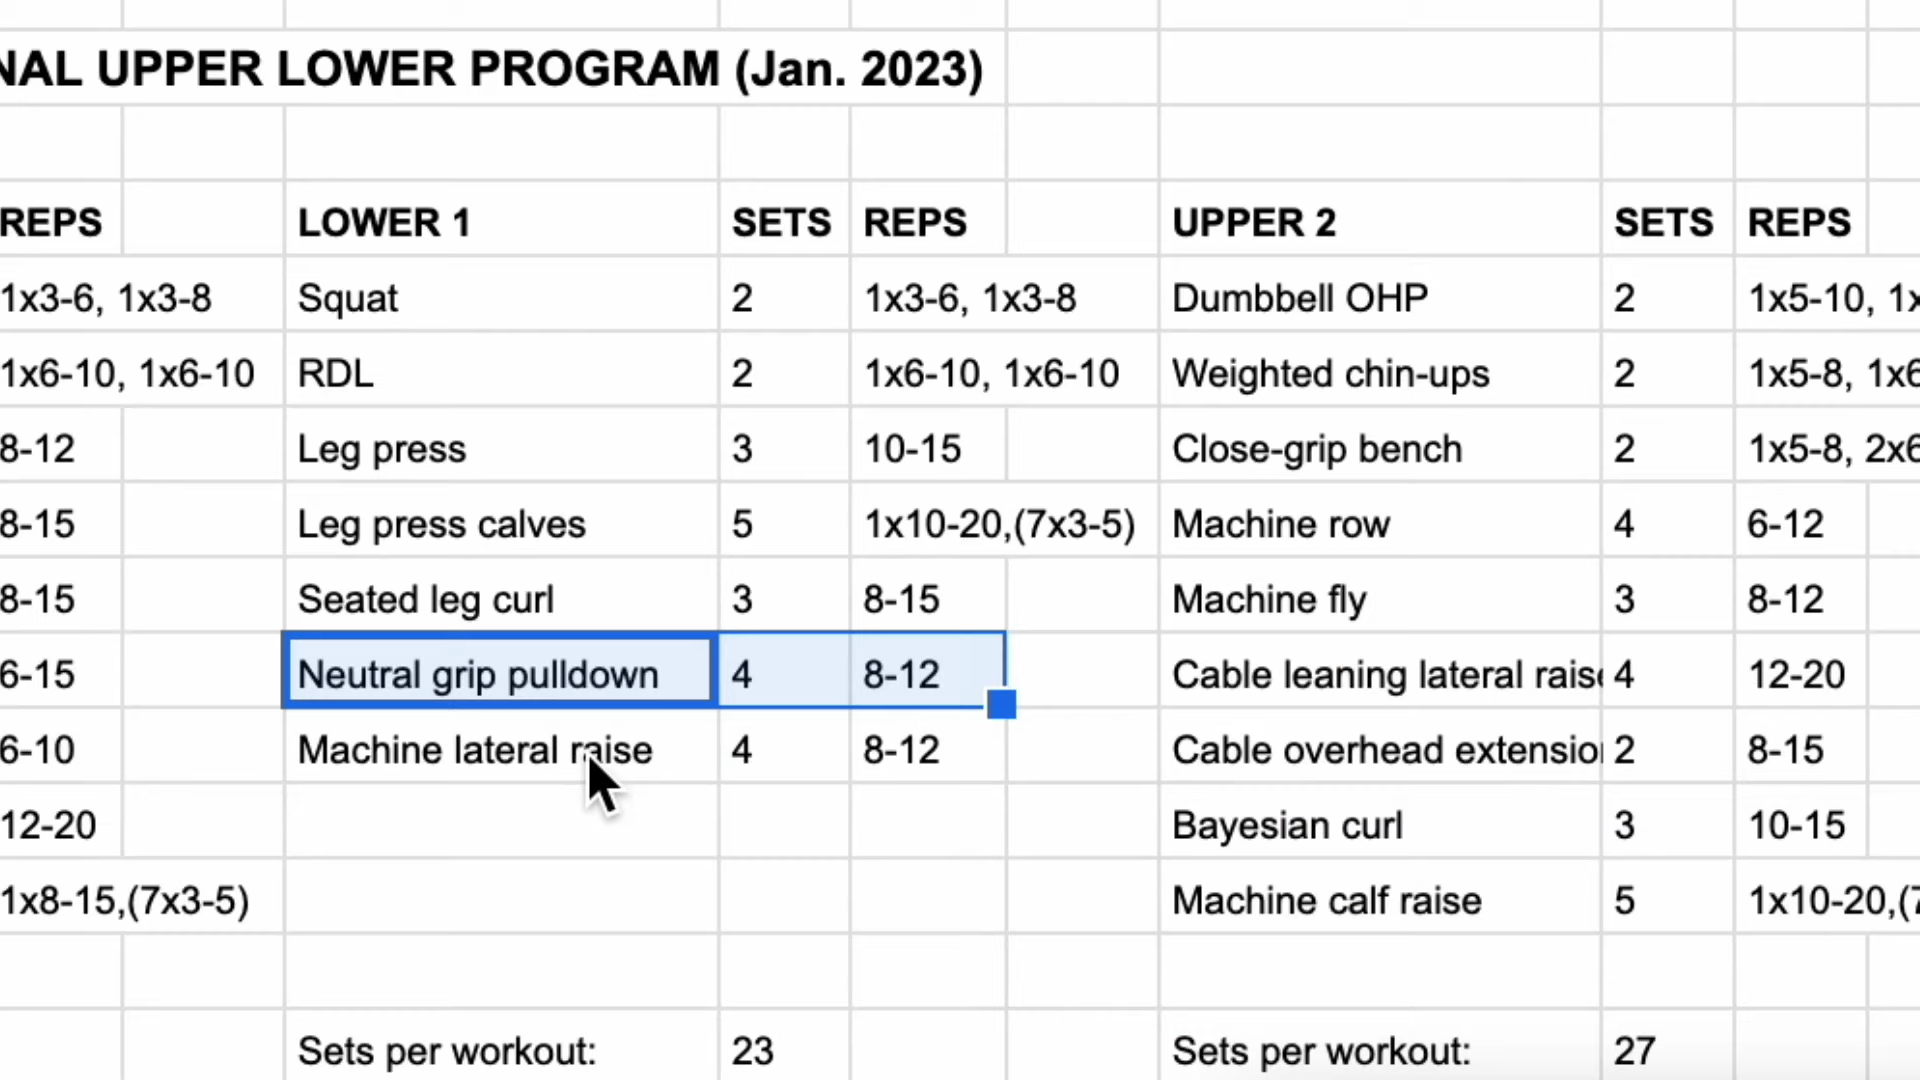 NAL UPPER LOWER PROGRAM (Jan. 2023)
REPS LOWER 1 SETS REPS UPPER 2 SETS REPS
1x3-6, 1x3-8 Squat 2 1x3-6, 1x3-8 Dumbbell OHP 2 1x5-10, 1x
1x6-10, 1x6-10 RDL 2 1x6-10, 1x6-10 Weighted chin-ups 2 1x5-8, 1x6
8-12 Leg press 3 10-15 Close-grip bench 2 1x5-8, 2x6
8-15 Leg press calves 5 1x10-20,(7x3-5) Machine row 4 6-12
8-15 Seated leg curl 3 8-15 Machine fly 3 8-12
6-15 Neutral grip pulldown 4 8-12 Cable leaning lateral raise 4 12-20
6-10 Machine lateral raise 4 8-12 Cable overhead extension 2 8-15
12-20 Bayesian curl 3 10-15
1x8-15,(7x3-5) Machine calf raise 5 1x10-20,(7
Sets per workout: 23 Sets per workout: 27